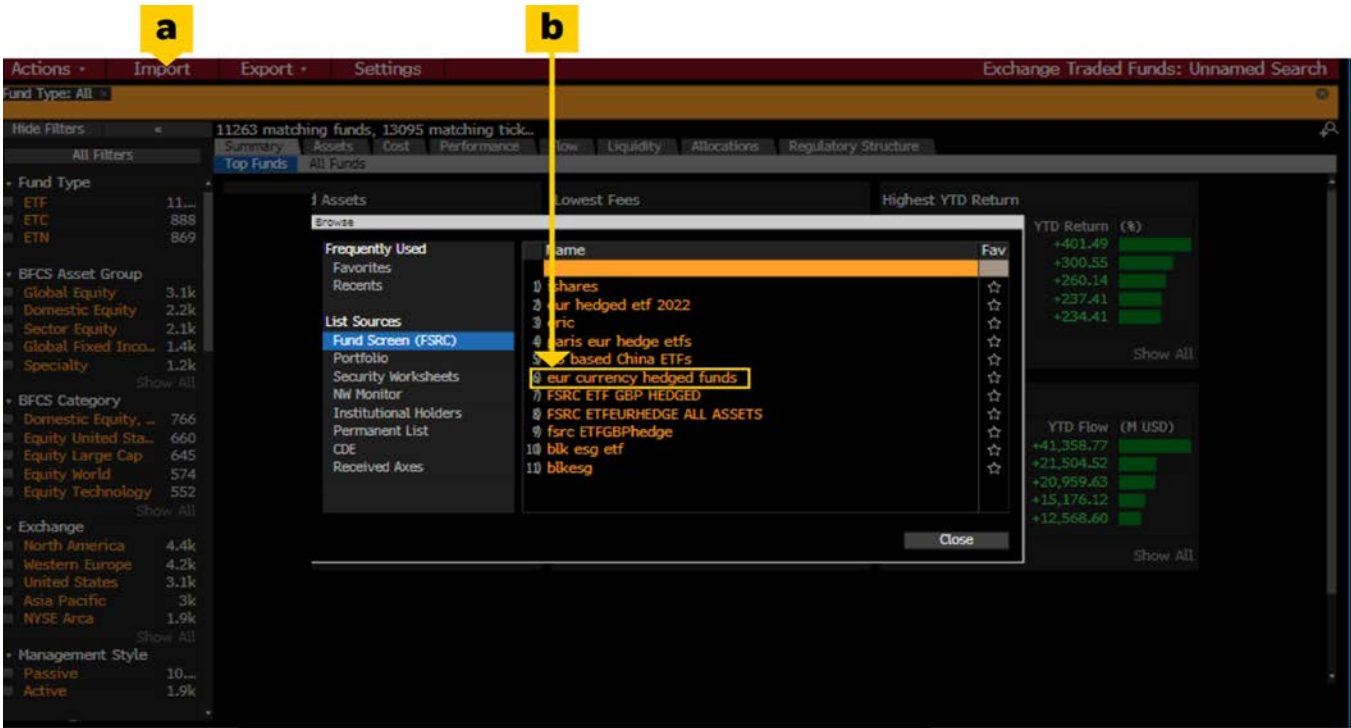 a
b
Actions Import Export Settings Exchange Traded Funds: Unnamed Search
Fund Type: All
Hide Filters «
11263 matching funds, 13095 matching tick...
All Filters
Summary Assets Cost Performance Flow Liquidity Allocations Regulatory Structure
Top Funds All Funds
Fund Type
ETF 11....
ETC 888
ETN 869
BFCS Asset Group
Global Equity 3.1k
Domestic Equity 2.2k
Sector Equity 2.1k
Global Fixed Inco... 1.4k
Specialty 1.2k
Show All
BFCS Category
Domestic Equity, ... 766
Equity United Sta... 660
Equity Large Cap 645
Equity World 574
Equity Technology 552
Show All
Exchange
North America 4.4k
Western Europe 4.2k
United States 3.1k
Asia Pacific 3k
NYSE Arca 1.9k
Show All
Management Style
Passive 10....
Active 1.9k
Assets
Lowest Fees
Highest YTD Return
Browse
Frequently Used
Favorites
Recents
List Sources
Fund Screen (FSRC)
Portfolio
Security Worksheets
NW Monitor
Institutional Holders
Permanent List
CDE
Received Axes
Name Fav
1)
2) hedged etf 2022
3)
4) eur hedge etfs
5) based China ETFs
6) eur currency hedged funds
7) FSRC ETF GBP HEDGED
8) FSRC ETFEURHEDGE ALL ASSETS
9) fsrc ETFGBPhedge
10) blk esg etf
11) blkesg
Close
YTD Return (%)
+401.49
+300.55
+260.14
+237.41
+234.41
Show All
YTD Flow (M USD)
+41,358.77
+21,504.52
+20,959.63
+15,176.12
+12,568.60
Show All